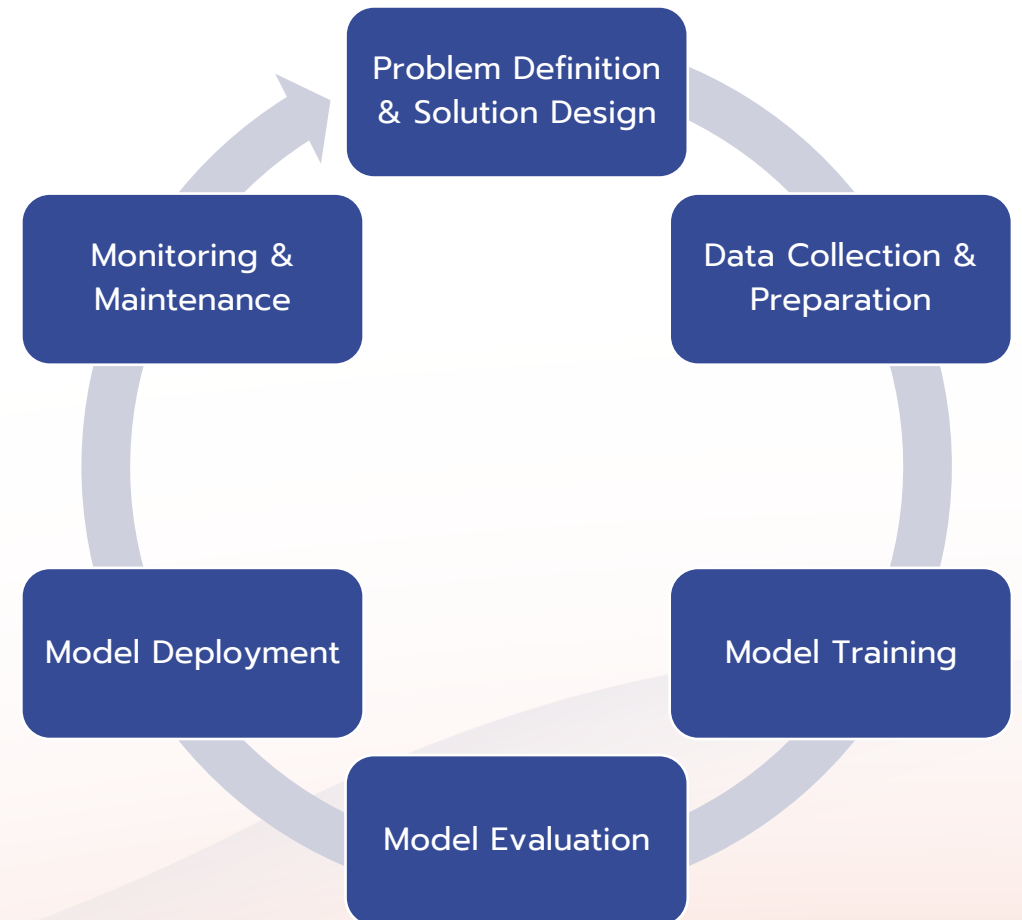 Problem Definition
& Solution Design
Data Collection &
Preparation
Model Training
Model Evaluation
Model Deployment
Monitoring &
Maintenance